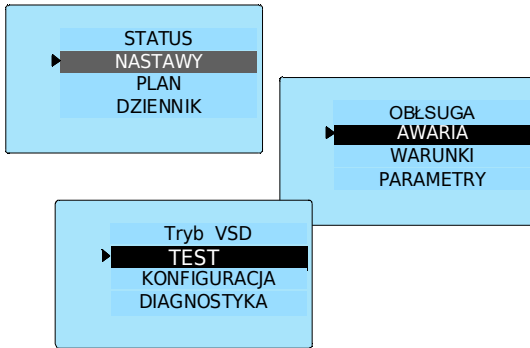 STATUS
NASTAWY
PLAN
DZIENNIK
OBŁSUGA
AWARIA
WARUNKI
PARAMETRY
Tryb VSD
TEST
KONFIGURACJA
DIAGNOSTYKA